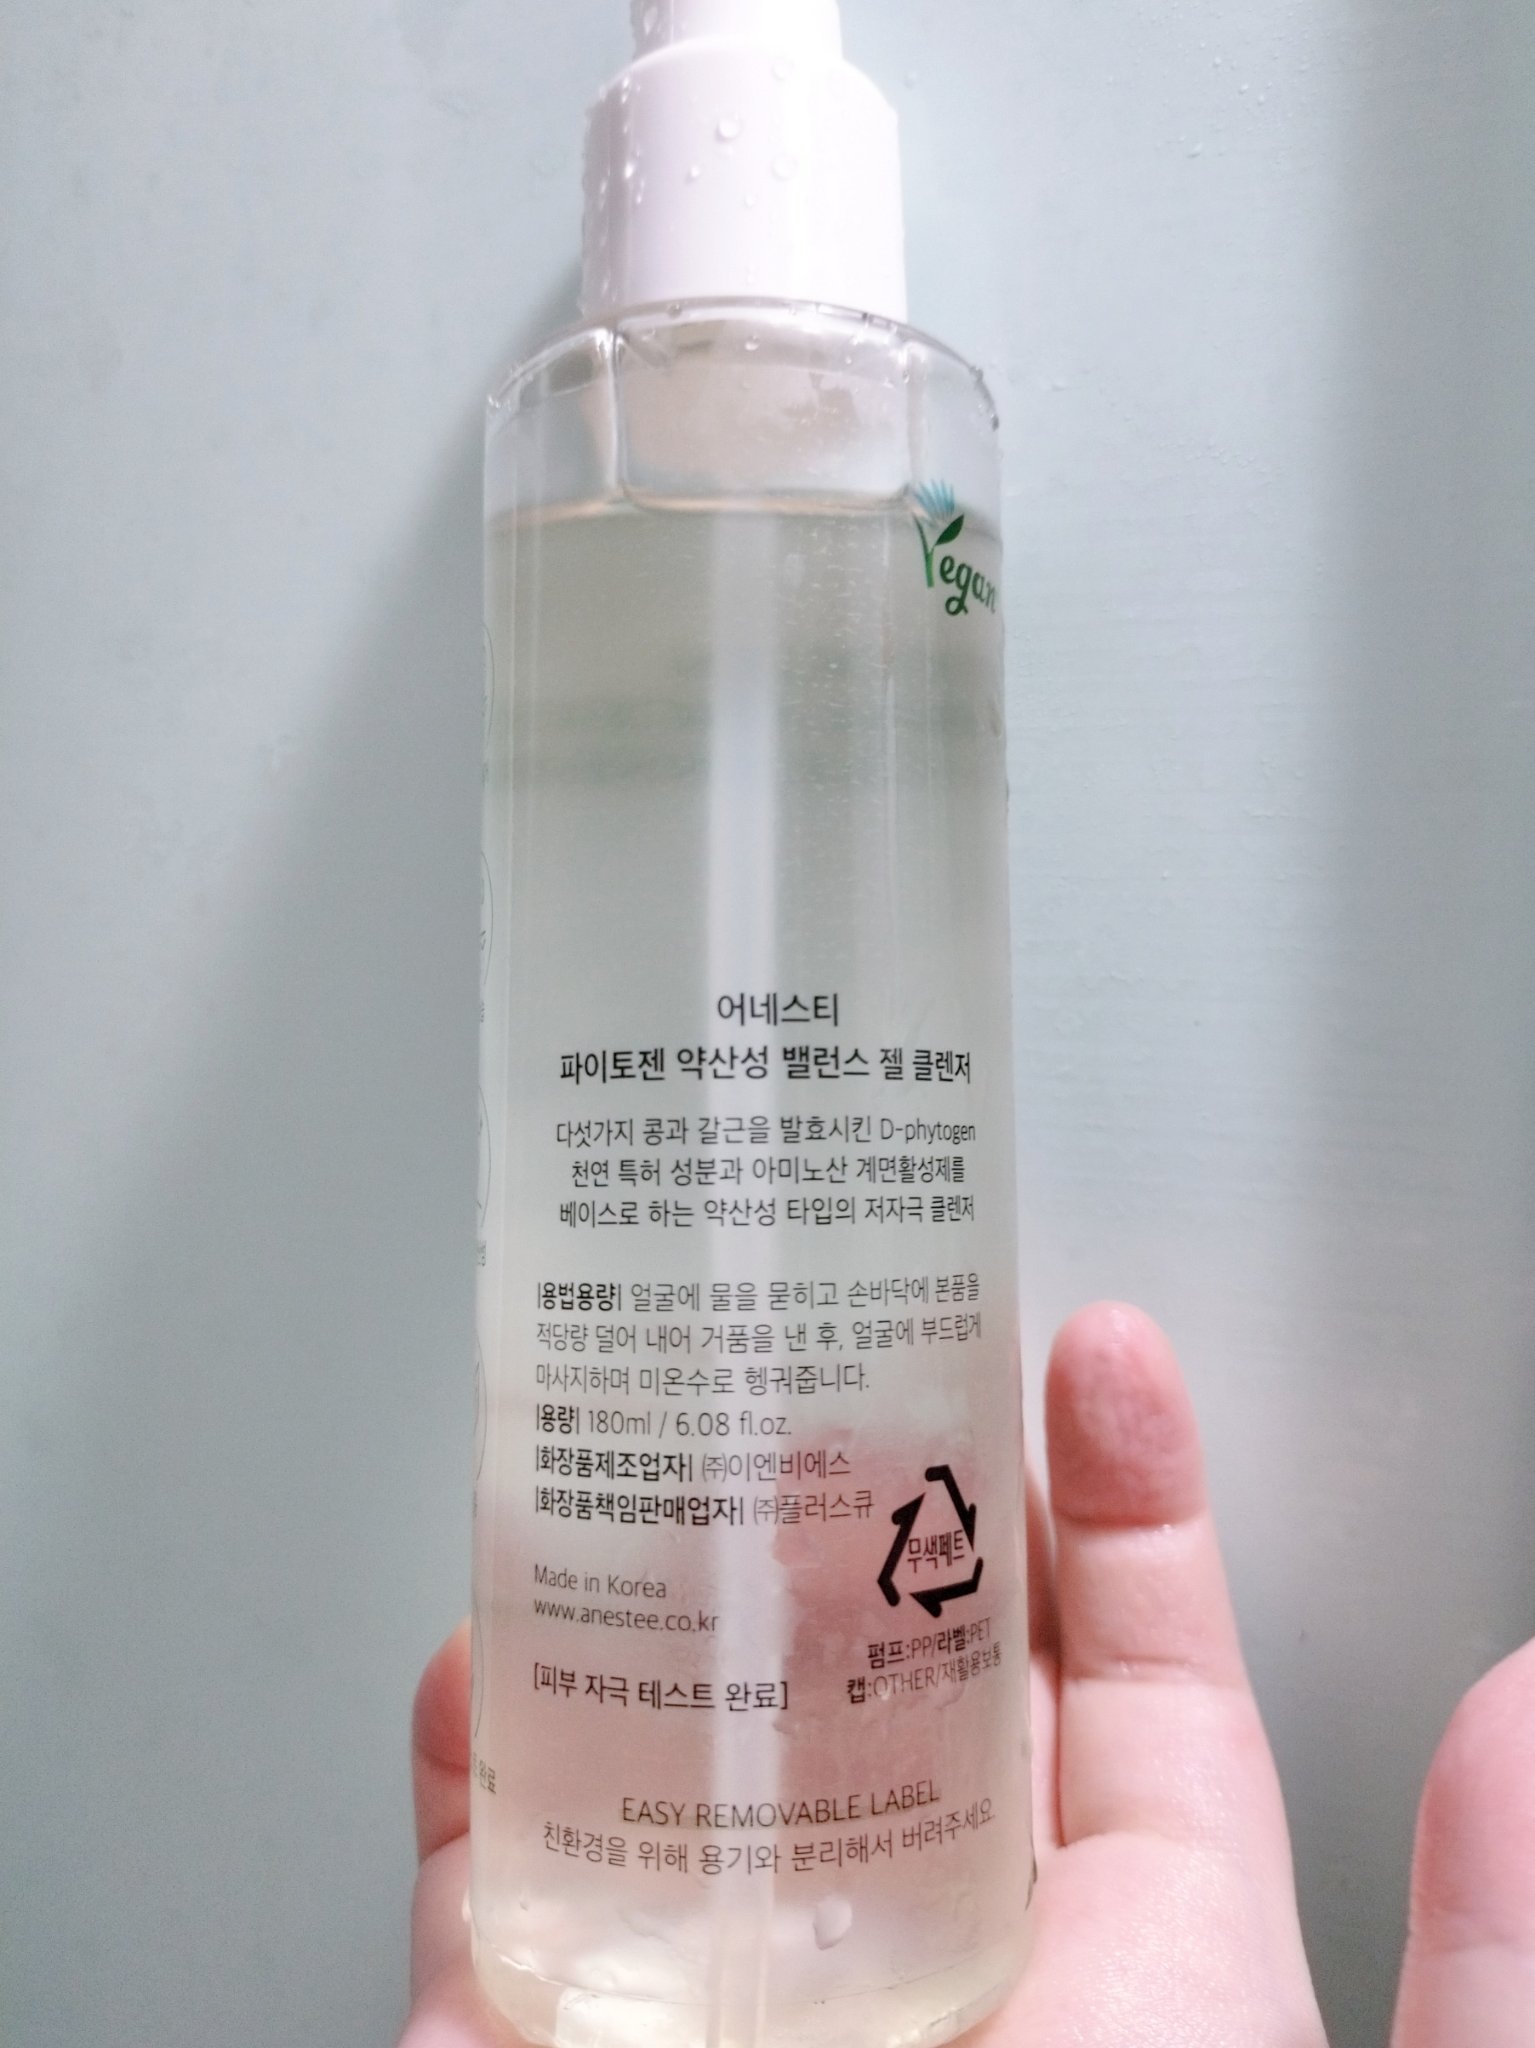 Vegan
어네스티
파이토젠 약산성 밸런스 젤 클렌저
다섯가지 콩과 갈근을 발효시킨 D-phytogen
천연 특허 성분과 아미노산 계면활성제를
베이스로 하는 약산성 타입의 저자극 클렌저
|용법용량| 얼굴에 물을 묻히고 손바닥에 본품을
적당량 덜어 내어 거품을 낸 후, 얼굴에 부드럽게
마사지하며 미온수로 헹궈줍니다.
|용량| 180ml / 6.08 fl.oz.
|화장품제조업자| ㈜이엔비에스
|화장품책임판매업자| ㈜플러스큐
무색페트
Made in Korea
www.anestee.co.kr
펌프:PP/라벨:PET
캡:OTHER/재활용보통
[피부 자극 테스트 완료]
완료
EASY REMOVABLE LABEL
친환경을 위해 용기와 분리해서 버려주세요.